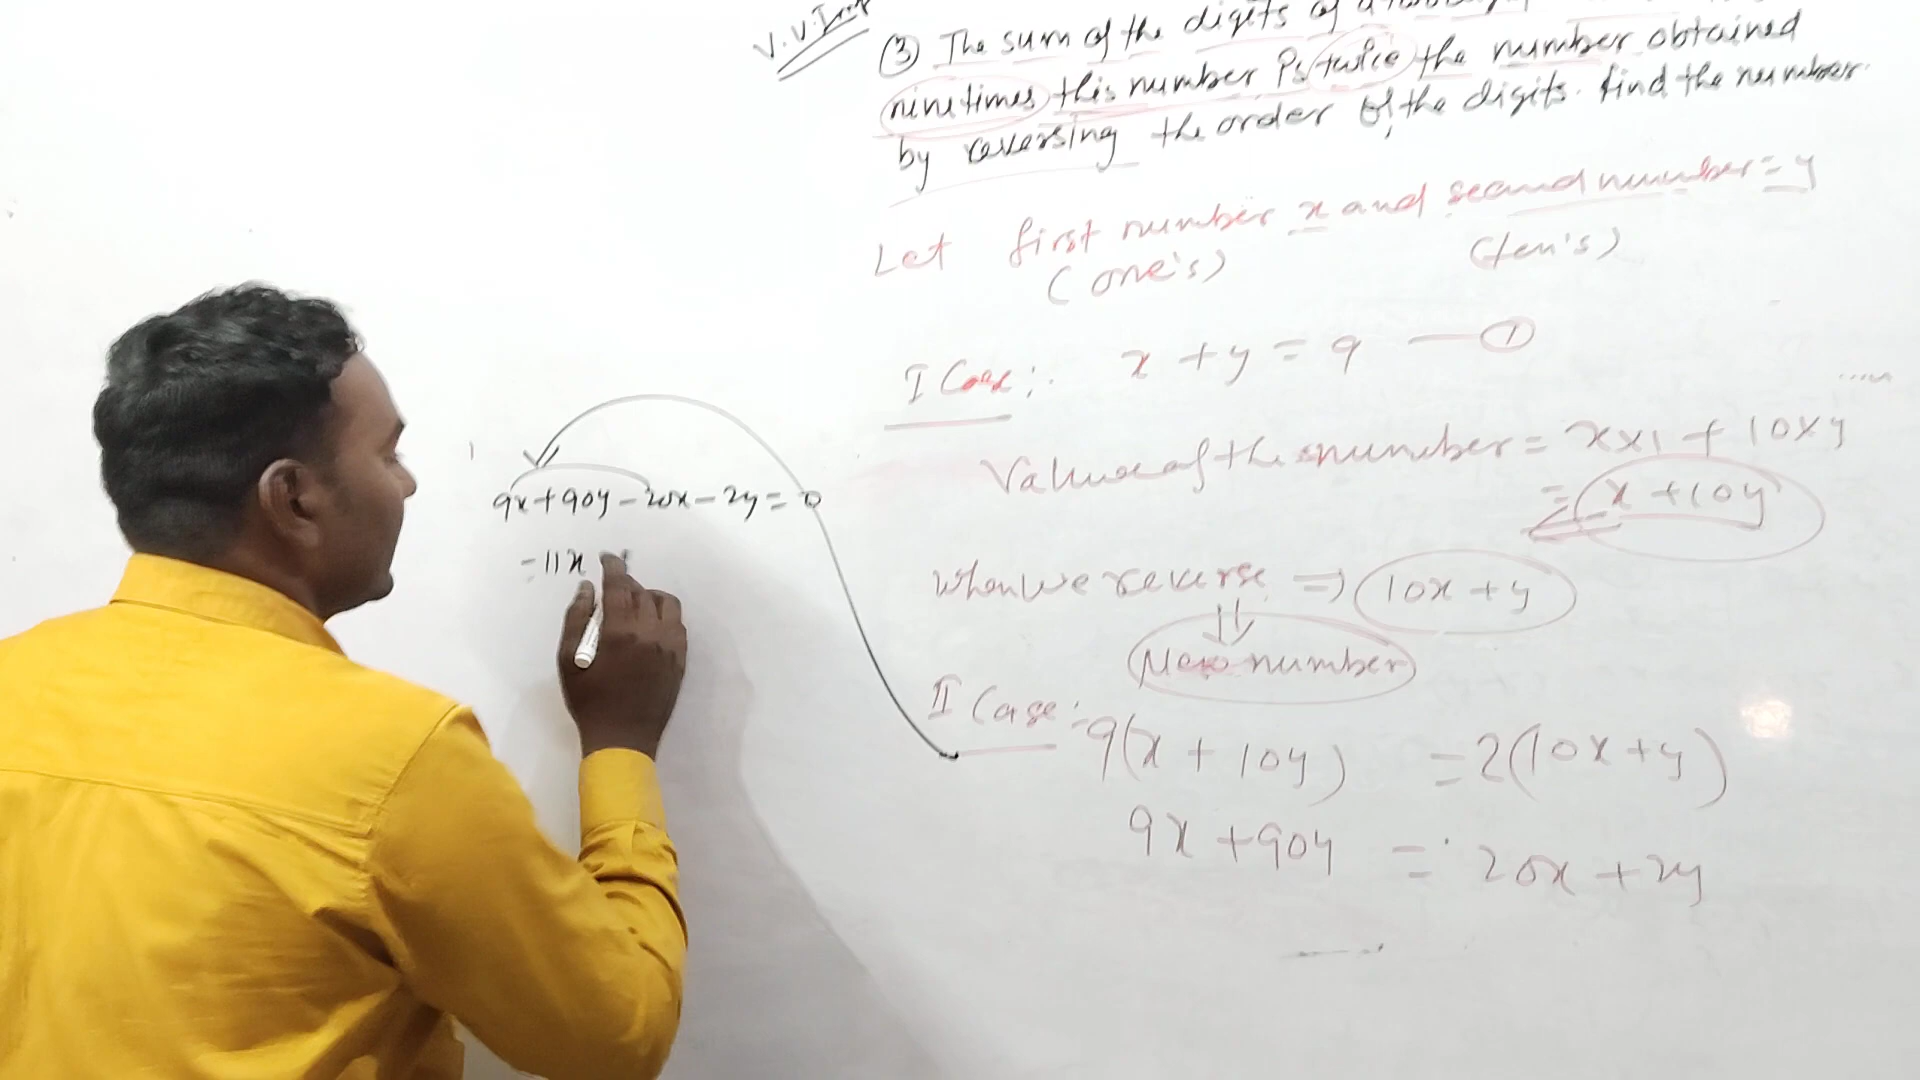 V.V.Imp
③ The sum of the digits of a
nine times this number is twice the number obtained
by reversing the order of the digits. find the number.
Let first number x and second number = y
(one's) (ten's)
I Case:. x + y = 9 — ①
Value of the number = x×1 + 10×y
= x + 10y
When we reverse ⇒ 10x + y
New number
II Case:- 9(x + 10y) = 2(10x + y)
9x + 90y = 20x + 2y
9x + 90y - 20x - 2y = 0
-11x